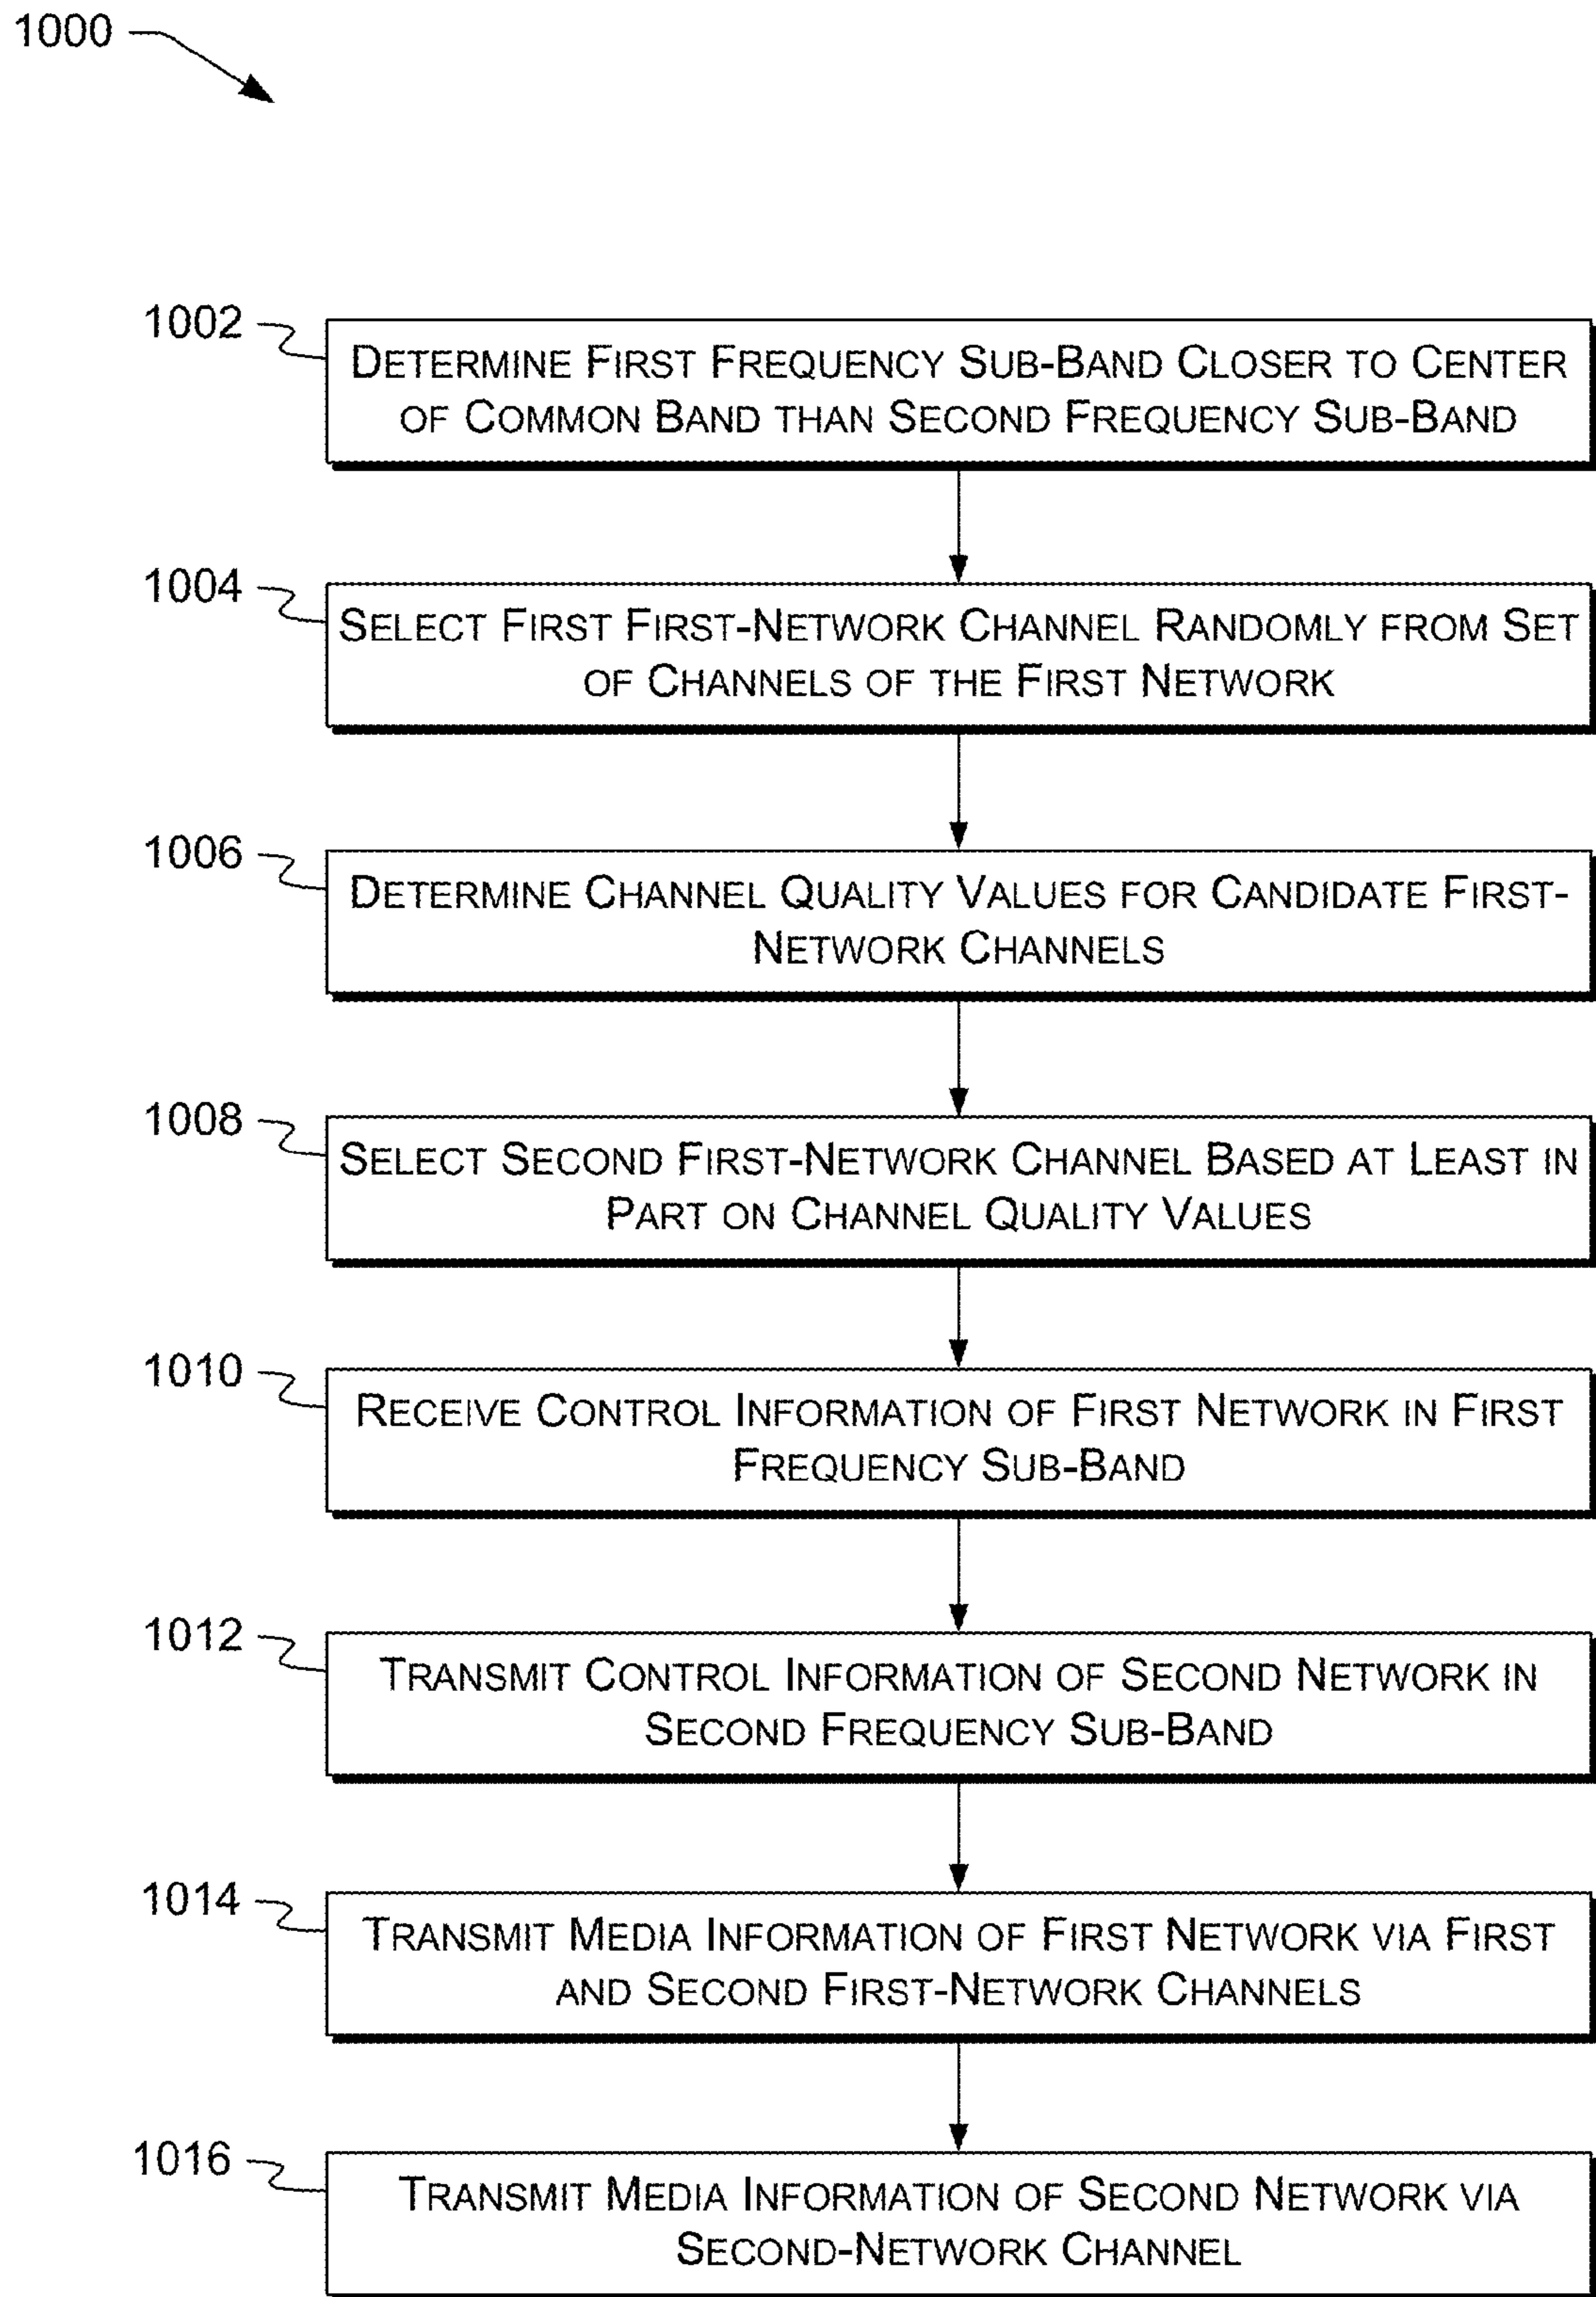 1000
1002
DETERMINE FIRST FREQUENCY SUB-BAND CLOSER TO CENTER
OF COMMON BAND THAN SECOND FREQUENCY SUB-BAND
1004
SELECT FIRST FIRST-NETWORK CHANNEL RANDOMLY FROM SET
OF CHANNELS OF THE FIRST NETWORK
1006
DETERMINE CHANNEL QUALITY VALUES FOR CANDIDATE FIRST-
NETWORK CHANNELS
1008
SELECT SECOND FIRST-NETWORK CHANNEL BASED AT LEAST IN
PART ON CHANNEL QUALITY VALUES
1010
RECEIVE CONTROL INFORMATION OF FIRST NETWORK IN FIRST
FREQUENCY SUB-BAND
1012
TRANSMIT CONTROL INFORMATION OF SECOND NETWORK IN
SECOND FREQUENCY SUB-BAND
1014
TRANSMIT MEDIA INFORMATION OF FIRST NETWORK VIA FIRST
AND SECOND FIRST-NETWORK CHANNELS
1016
TRANSMIT MEDIA INFORMATION OF SECOND NETWORK VIA
SECOND-NETWORK CHANNEL